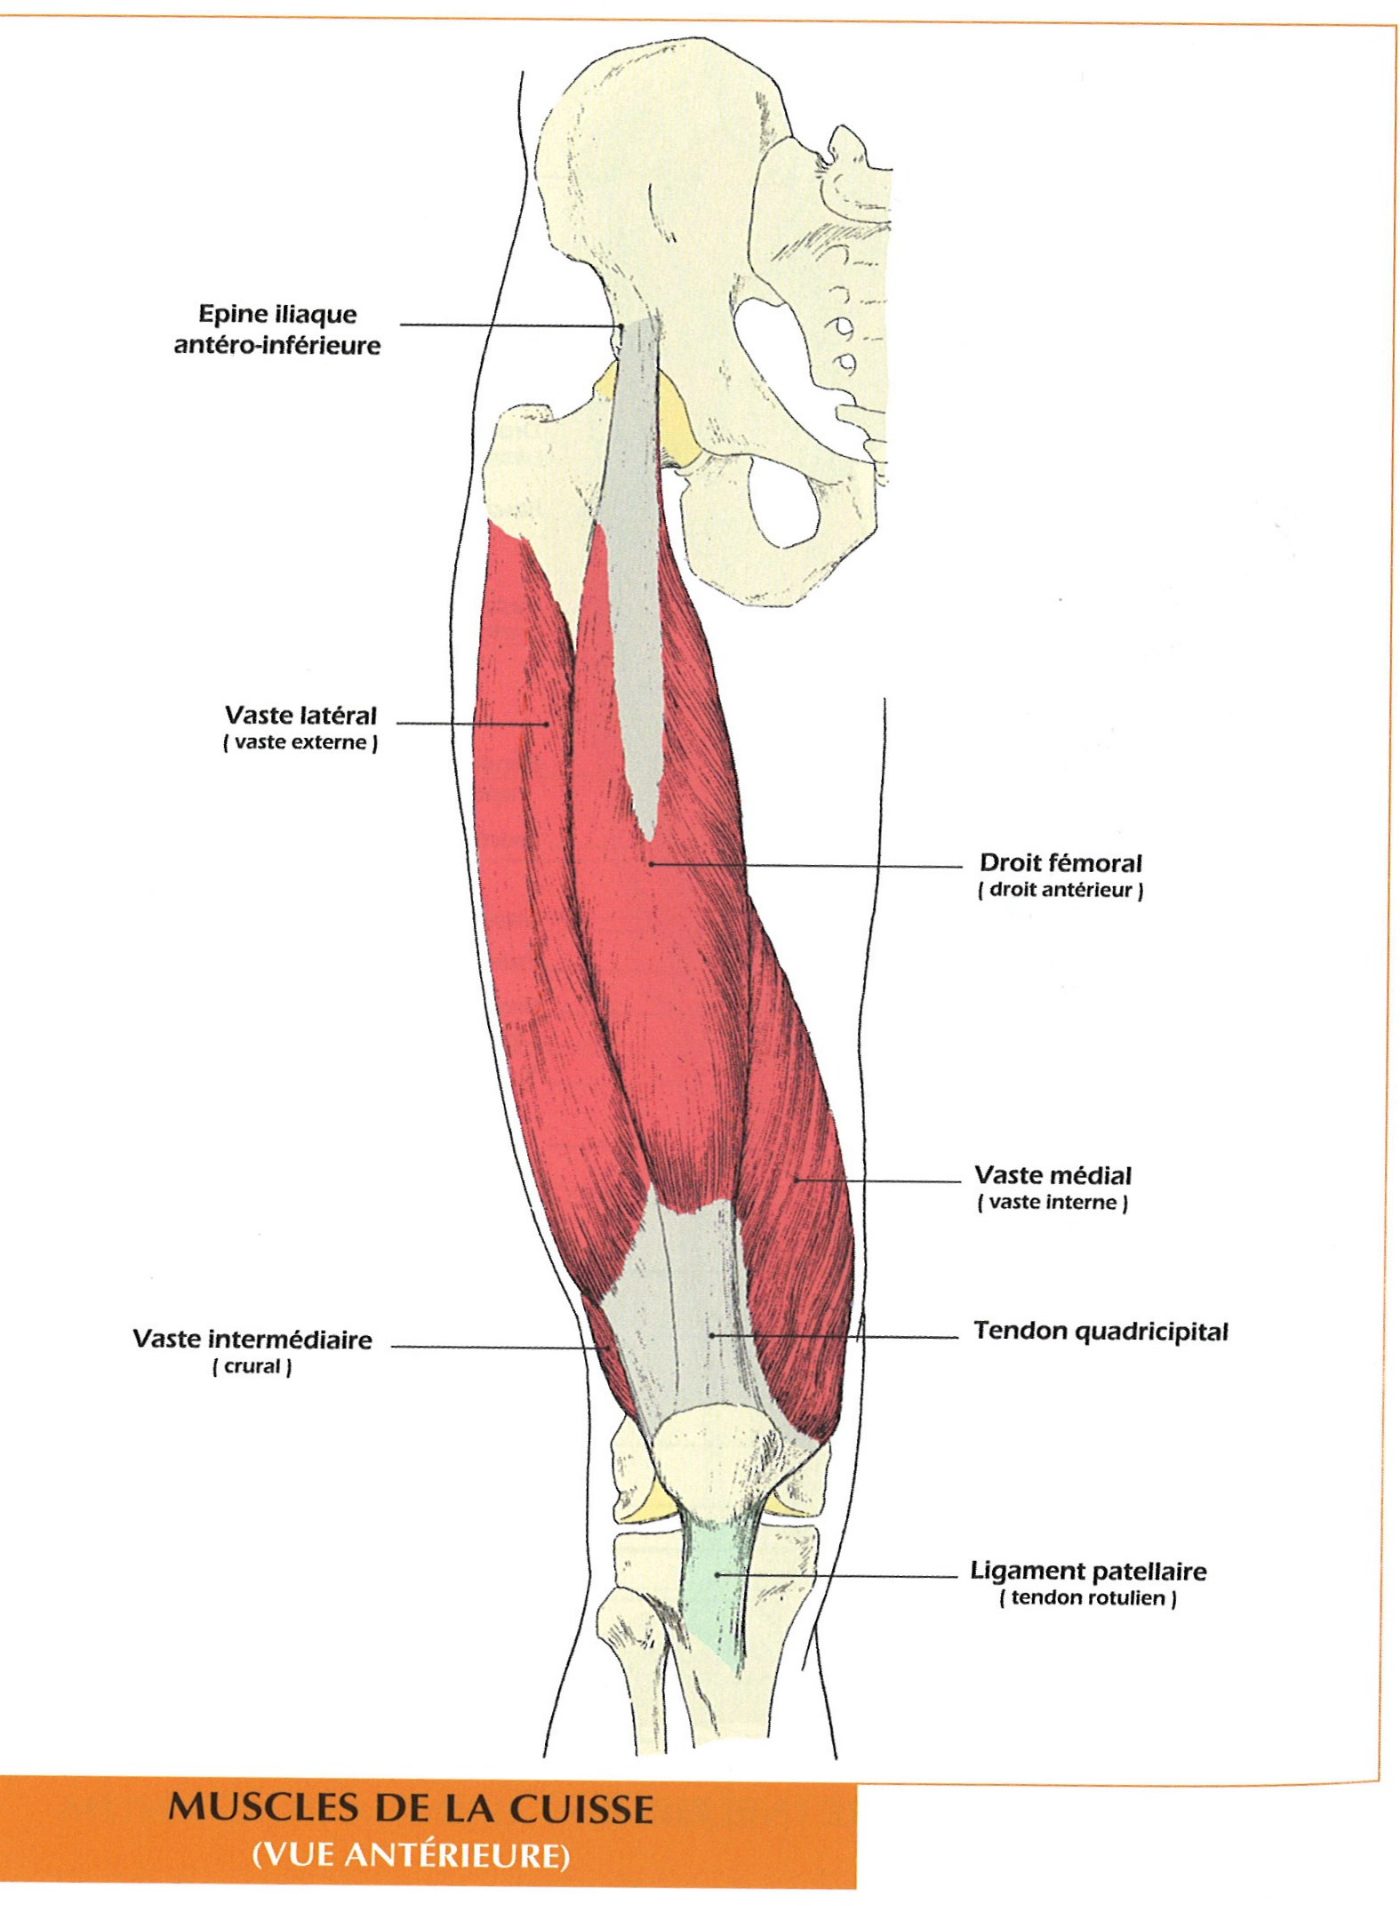 Epine iliaque
antéro-inférieure
Vaste latéral
( vaste externe )
Droit fémoral
( droit antérieur )
Vaste médial
( vaste interne )
Vaste intermédiaire
( crural )
Tendon quadricipital
Ligament patellaire
( tendon rotulien )
MUSCLES DE LA CUISSE
(VUE ANTÉRIEURE)